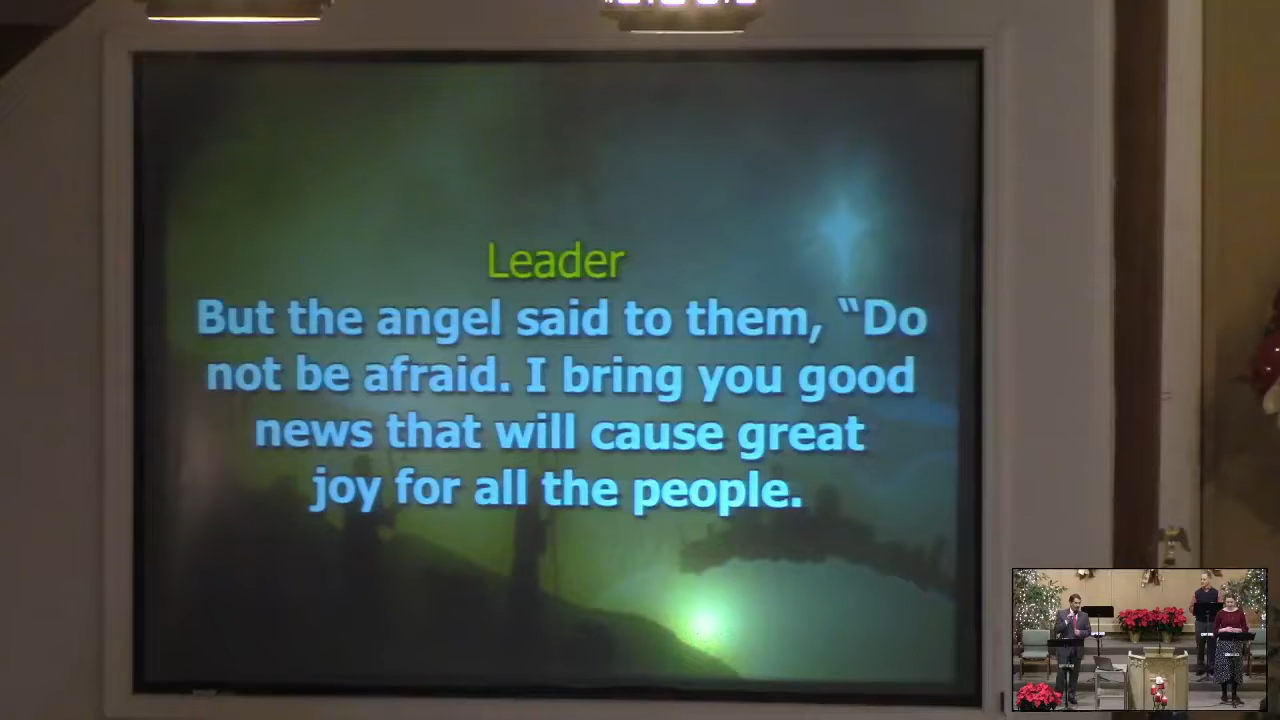 Leader
But the angel said to them, “Do
not be afraid. I bring you good
news that will cause great
joy for all the people.